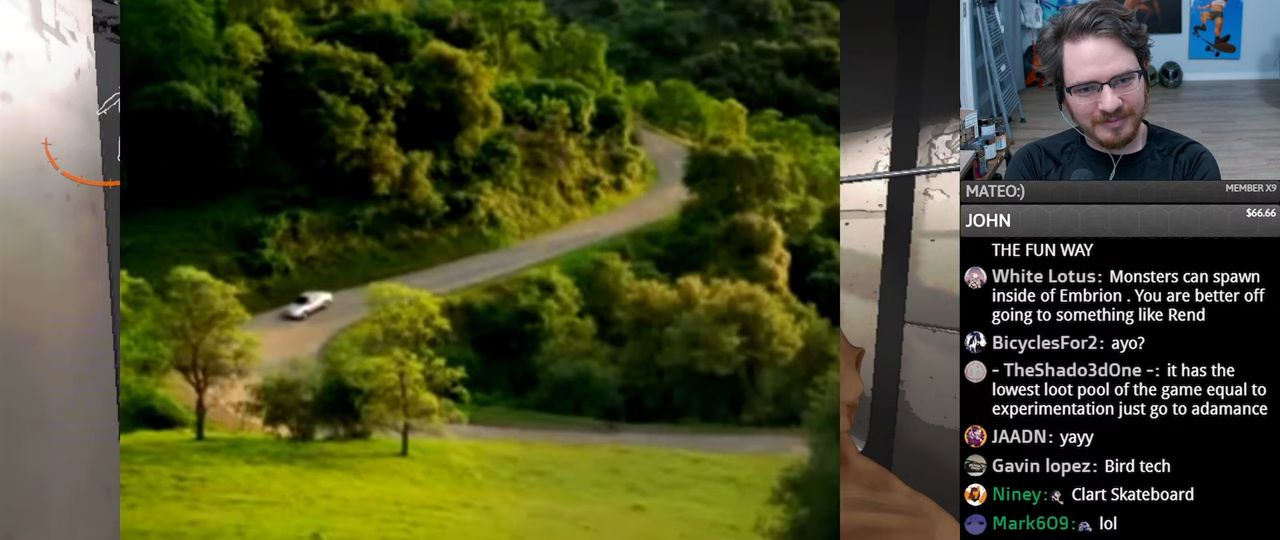 MATEO:)
MEMBER X9
JOHN
$66.66
THE FUN WAY
White Lotus: Monsters can spawn
inside of Embrion . You are better off
going to something like Rend
BicyclesFor2: ayo?
- TheShado3dOne -: it has the
lowest loot pool of the game equal to
experimentation just go to adamance
JAADN: yayy
Gavin lopez: Bird tech
Niney: Clart Skateboard
Mark6O9: lol